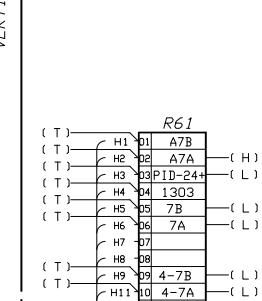 R61
( T )
H1 01 A7B
( T )
H2 02 A7A ( H )
( T )
H3 03 PID-24+ ( L )
( T )
H4 04 1303
( T )
H5 05 7B ( L )
( T )
H6 06 7A ( L )
H7 07
H8 08
( T )
H9 09 4-7B ( L )
( T )
H11 10 4-7A ( L )